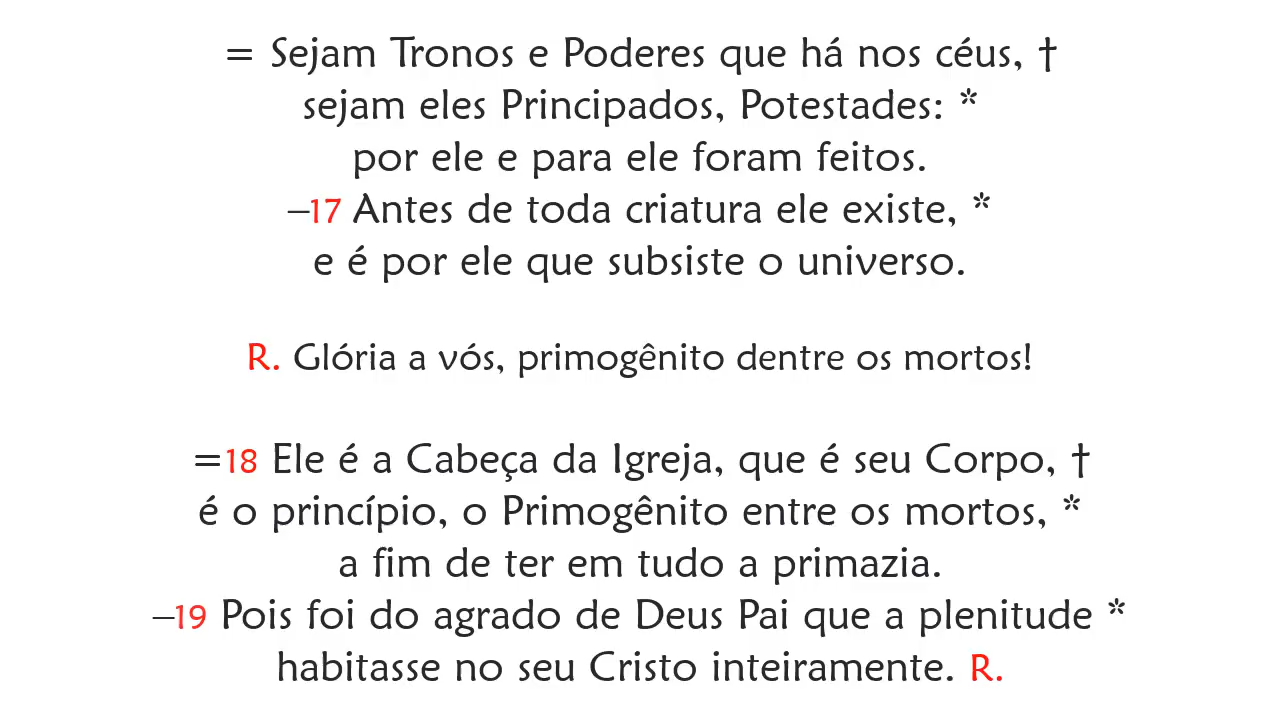 = Sejam Tronos e Poderes que há nos céus, †
sejam eles Principados, Potestades: *
por ele e para ele foram feitos.
–17 Antes de toda criatura ele existe, *
e é por ele que subsiste o universo.
R. Glória a vós, primogênito dentre os mortos!
=18 Ele é a Cabeça da Igreja, que é seu Corpo, †
é o princípio, o Primogênito entre os mortos, *
a fim de ter em tudo a primazia.
–19 Pois foi do agrado de Deus Pai que a plenitude *
habitasse no seu Cristo inteiramente. R.